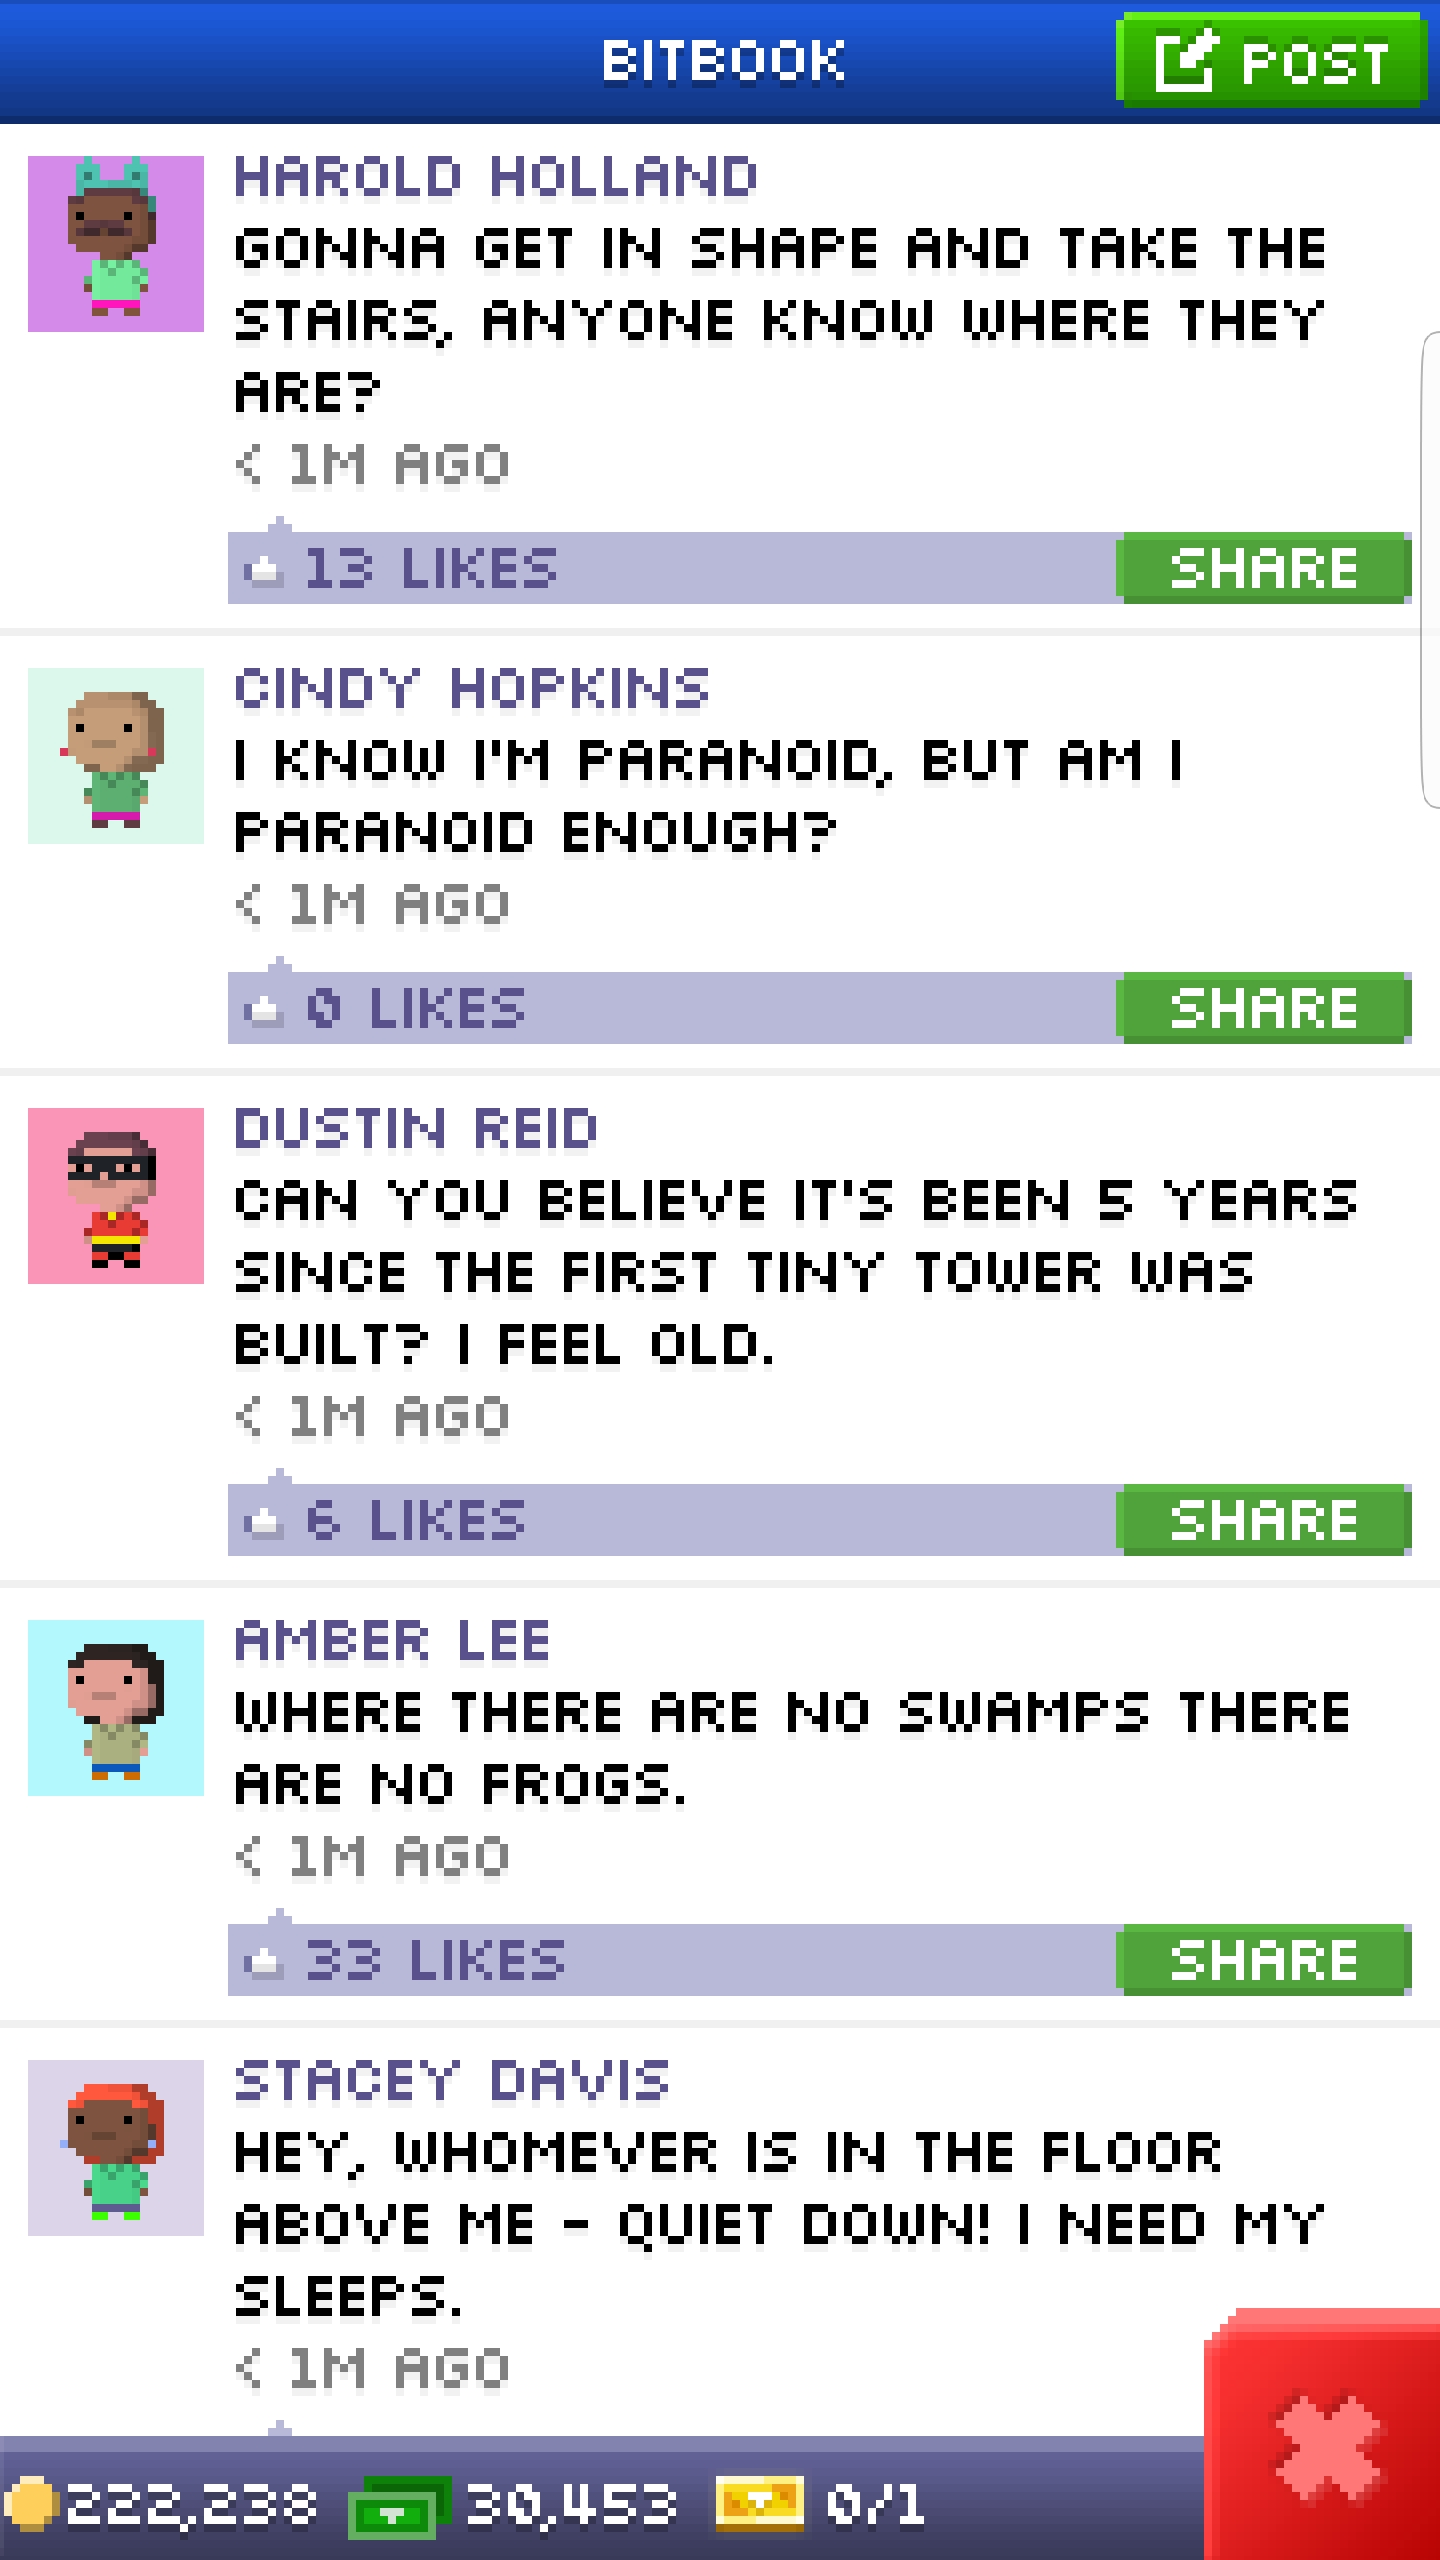 BITBOOK
POST
HAROLD HOLLAND
GONNA GET IN SHAPE AND TAKE THE
STAIRS, ANYONE KNOW WHERE THEY
ARE?
< 1M AGO
13 LIKES
SHARE
CINDY HOPKINS
I KNOW I'M PARANOID, BUT AM I
PARANOID ENOUGH?
< 1M AGO
0 LIKES
SHARE
DUSTIN REID
CAN YOU BELIEVE IT'S BEEN 5 YEARS
SINCE THE FIRST TINY TOWER WAS
BUILT? I FEEL OLD.
< 1M AGO
6 LIKES
SHARE
AMBER LEE
WHERE THERE ARE NO SWAMPS THERE
ARE NO FROGS.
< 1M AGO
33 LIKES
SHARE
STACEY DAVIS
HEY, WHOMEVER IS IN THE FLOOR
ABOVE ME - QUIET DOWN! I NEED MY
SLEEPS.
< 1M AGO
222,238
30,453
0/1